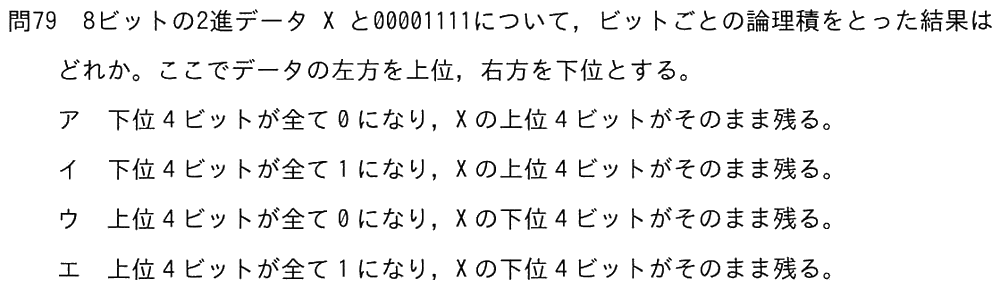 問79 8ビットの2進データ X と00001111について，ビットごとの論理積をとった結果は
どれか。ここでデータの左方を上位，右方を下位とする。
ア 下位4ビットが全て0になり，Xの上位4ビットがそのまま残る。
イ 下位4ビットが全て1になり，Xの上位4ビットがそのまま残る。
ウ 上位4ビットが全て0になり，Xの下位4ビットがそのまま残る。
エ 上位4ビットが全て1になり，Xの下位4ビットがそのまま残る。